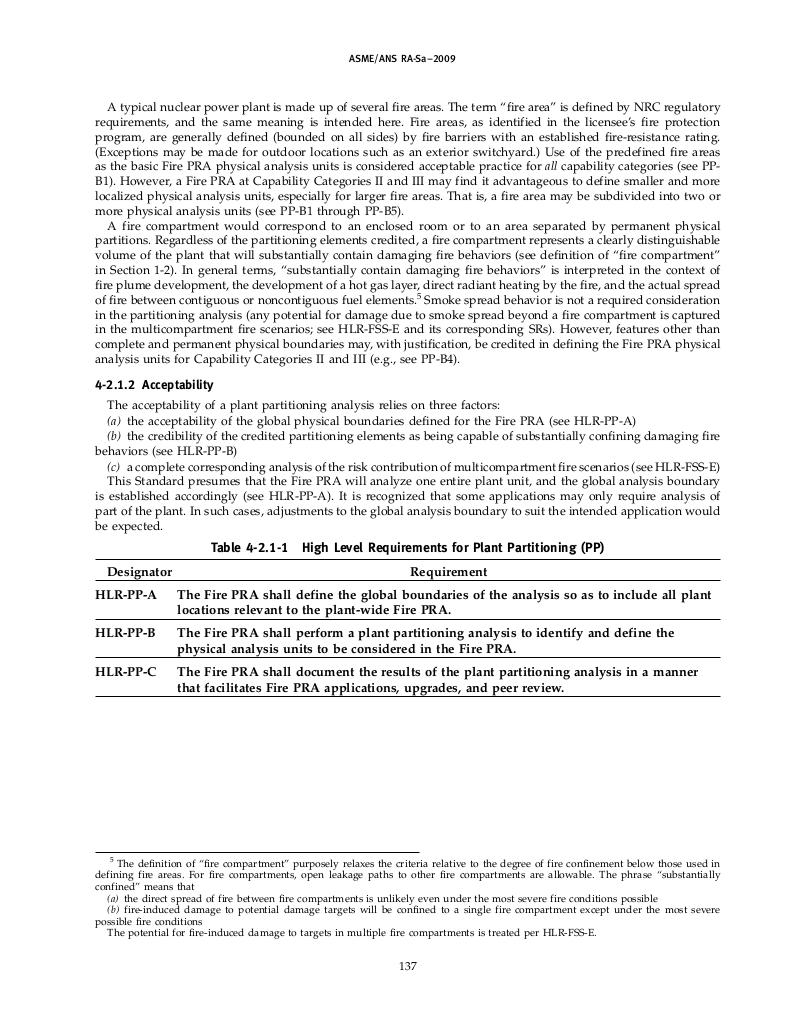 ASME/ANS RA-Sa–2009
A typical nuclear power plant is made up of several fire areas. The term “fire area” is defined by NRC regulatory
requirements, and the same meaning is intended here. Fire areas, as identified in the licensee’s fire protection
program, are generally defined (bounded on all sides) by fire barriers with an established fire-resistance rating.
(Exceptions may be made for outdoor locations such as an exterior switchyard.) Use of the predefined fire areas
as the basic Fire PRA physical analysis units is considered acceptable practice for all capability categories (see PP-
B1). However, a Fire PRA at Capability Categories II and III may find it advantageous to define smaller and more
localized physical analysis units, especially for larger fire areas. That is, a fire area may be subdivided into two or
more physical analysis units (see PP-B1 through PP-B5).
A fire compartment would correspond to an enclosed room or to an area separated by permanent physical
partitions. Regardless of the partitioning elements credited, a fire compartment represents a clearly distinguishable
volume of the plant that will substantially contain damaging fire behaviors (see definition of “fire compartment”
in Section 1-2). In general terms, “substantially contain damaging fire behaviors” is interpreted in the context of
fire plume development, the development of a hot gas layer, direct radiant heating by the fire, and the actual spread
of fire between contiguous or noncontiguous fuel elements.5 Smoke spread behavior is not a required consideration
in the partitioning analysis (any potential for damage due to smoke spread beyond a fire compartment is captured
in the multicompartment fire scenarios; see HLR-FSS-E and its corresponding SRs). However, features other than
complete and permanent physical boundaries may, with justification, be credited in defining the Fire PRA physical
analysis units for Capability Categories II and III (e.g., see PP-B4).
4-2.1.2 Acceptability
The acceptability of a plant partitioning analysis relies on three factors:
(a) the acceptability of the global physical boundaries defined for the Fire PRA (see HLR-PP-A)
(b) the credibility of the credited partitioning elements as being capable of substantially confining damaging fire
behaviors (see HLR-PP-B)
(c) a complete corresponding analysis of the risk contribution of multicompartment fire scenarios (see HLR-FSS-E)
This Standard presumes that the Fire PRA will analyze one entire plant unit, and the global analysis boundary
is established accordingly (see HLR-PP-A). It is recognized that some applications may only require analysis of
part of the plant. In such cases, adjustments to the global analysis boundary to suit the intended application would
be expected.
Table 4-2.1-1 High Level Requirements for Plant Partitioning (PP)
Designator Requirement
HLR-PP-A The Fire PRA shall define the global boundaries of the analysis so as to include all plant
locations relevant to the plant-wide Fire PRA.
HLR-PP-B The Fire PRA shall perform a plant partitioning analysis to identify and define the
physical analysis units to be considered in the Fire PRA.
HLR-PP-C The Fire PRA shall document the results of the plant partitioning analysis in a manner
that facilitates Fire PRA applications, upgrades, and peer review.
5 The definition of “fire compartment” purposely relaxes the criteria relative to the degree of fire confinement below those used in
defining fire areas. For fire compartments, open leakage paths to other fire compartments are allowable. The phrase “substantially
confined” means that
(a) the direct spread of fire between fire compartments is unlikely even under the most severe fire conditions possible
(b) fire-induced damage to potential damage targets will be confined to a single fire compartment except under the most severe
possible fire conditions
The potential for fire-induced damage to targets in multiple fire compartments is treated per HLR-FSS-E.
137